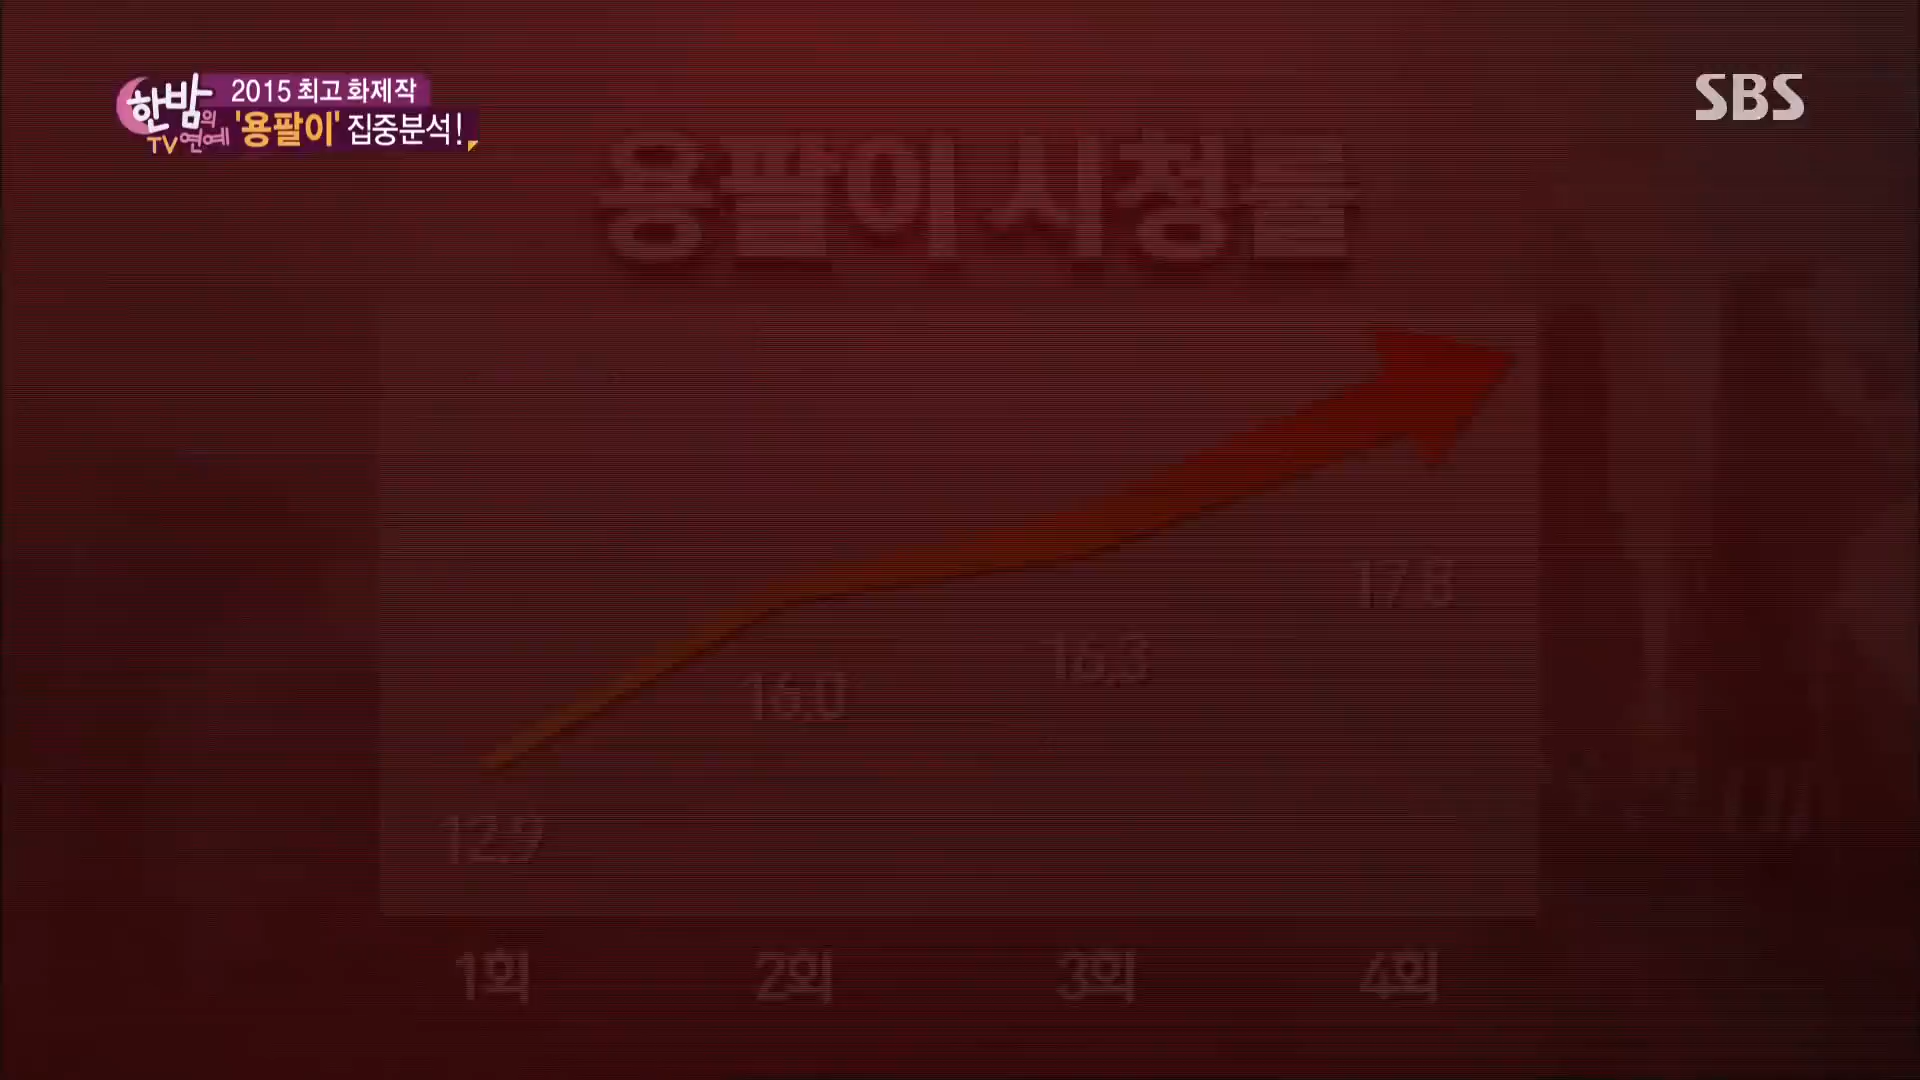 한밤의
TV연예
2015 최고 화제작
'용팔이' 집중분석!
SBS
용팔이 시청률
17.8
16.3
16.0
12.9
1회 2회 3회 4회